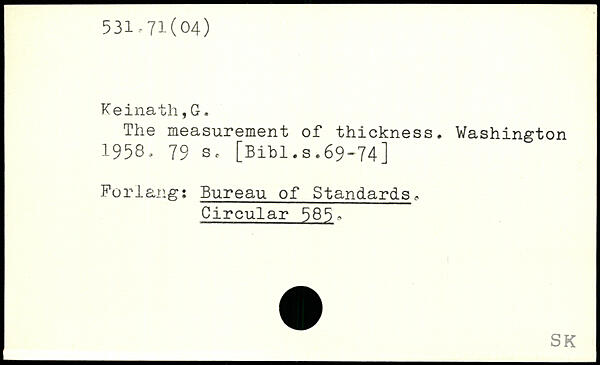 531.71(04)
Keinath,G.
The measurement of thickness. Washington
1958. 79 s. [Bibl.s.69-74]
Forlang: Bureau of Standards.
Circular 585.
SK